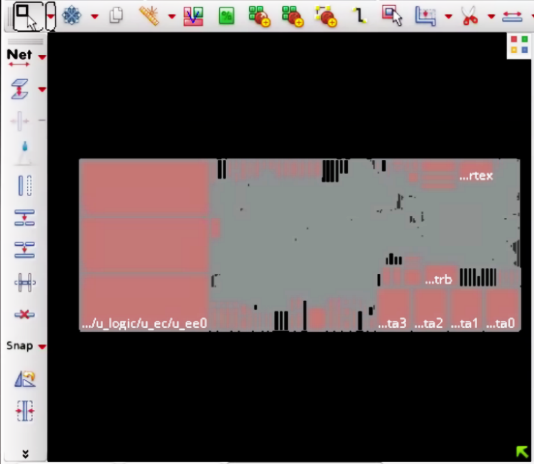 Net
...rtex
...trb
.../u_logic/u_ec/u_ee0
...ta3
...ta2
...ta1
...ta0
Snap